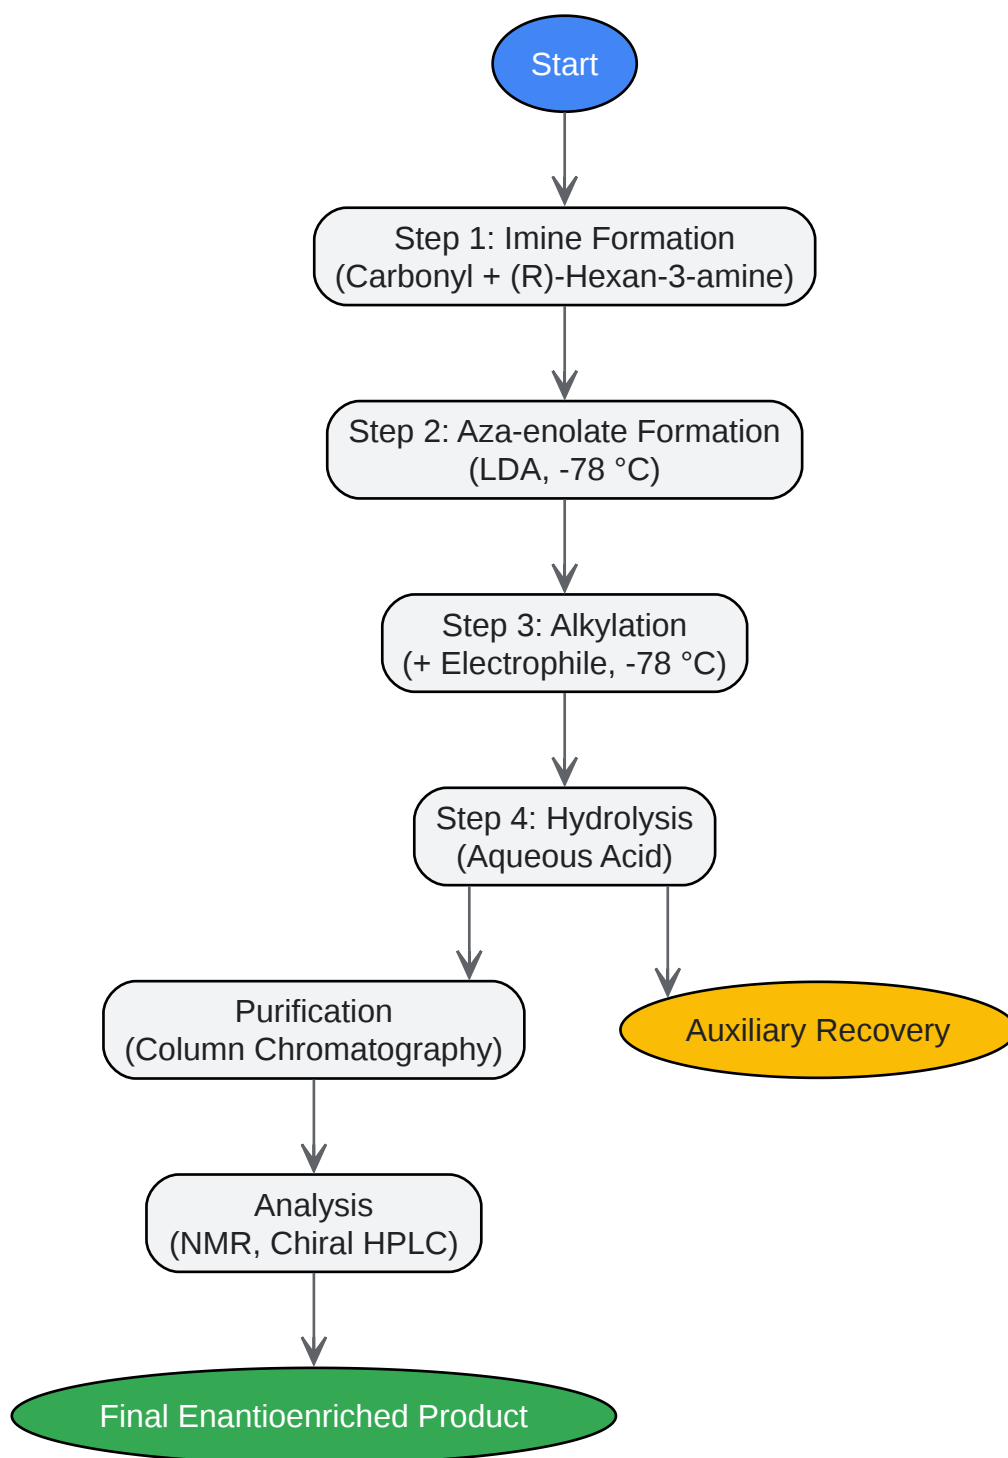 Start
Step 1: Imine Formation
(Carbonyl + (R)-Hexan-3-amine)
Step 2: Aza-enolate Formation
(LDA, -78 °C)
Step 3: Alkylation
(+ Electrophile, -78 °C)
Step 4: Hydrolysis
(Aqueous Acid)
Purification
(Column Chromatography)
Auxiliary Recovery
Analysis
(NMR, Chiral HPLC)
Final Enantioenriched Product